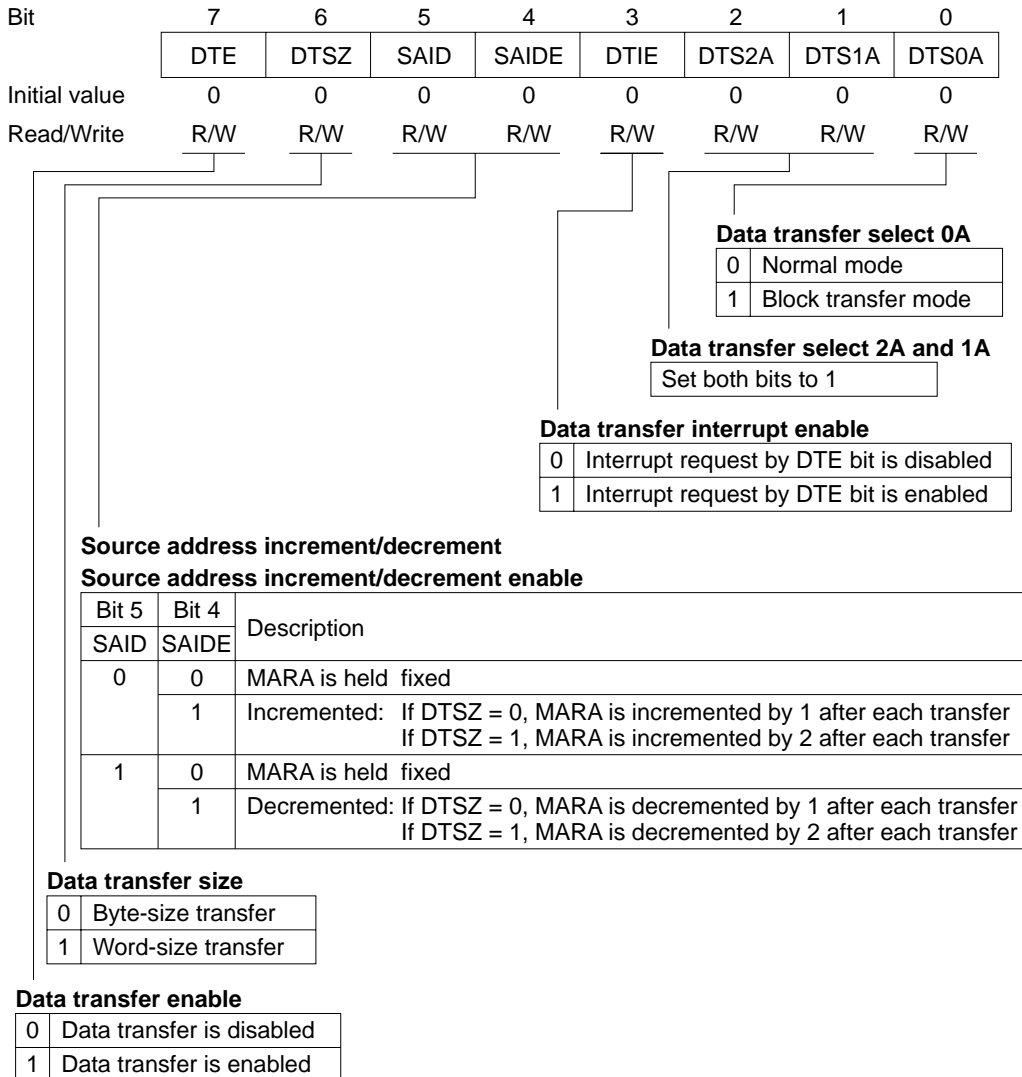 Bit 7 6 5 4 3 2 1 0
DTE DTSZ SAID SAIDE DTIE DTS2A DTS1A DTS0A
Initial value 0 0 0 0 0 0 0 0
Read/Write R/W R/W R/W R/W R/W R/W R/W R/W
Data transfer select 0A
0 Normal mode
1 Block transfer mode
Data transfer select 2A and 1A
Set both bits to 1
Data transfer interrupt enable
0 Interrupt request by DTE bit is disabled
1 Interrupt request by DTE bit is enabled
Source address increment/decrement
Source address increment/decrement enable
Bit 5 Bit 4 Description
SAID SAIDE
0 0 MARA is held fixed
1 Incremented: If DTSZ = 0, MARA is incremented by 1 after each transfer
If DTSZ = 1, MARA is incremented by 2 after each transfer
1 0 MARA is held fixed
1 Decremented: If DTSZ = 0, MARA is decremented by 1 after each transfer
If DTSZ = 1, MARA is decremented by 2 after each transfer
Data transfer size
0 Byte-size transfer
1 Word-size transfer
Data transfer enable
0 Data transfer is disabled
1 Data transfer is enabled